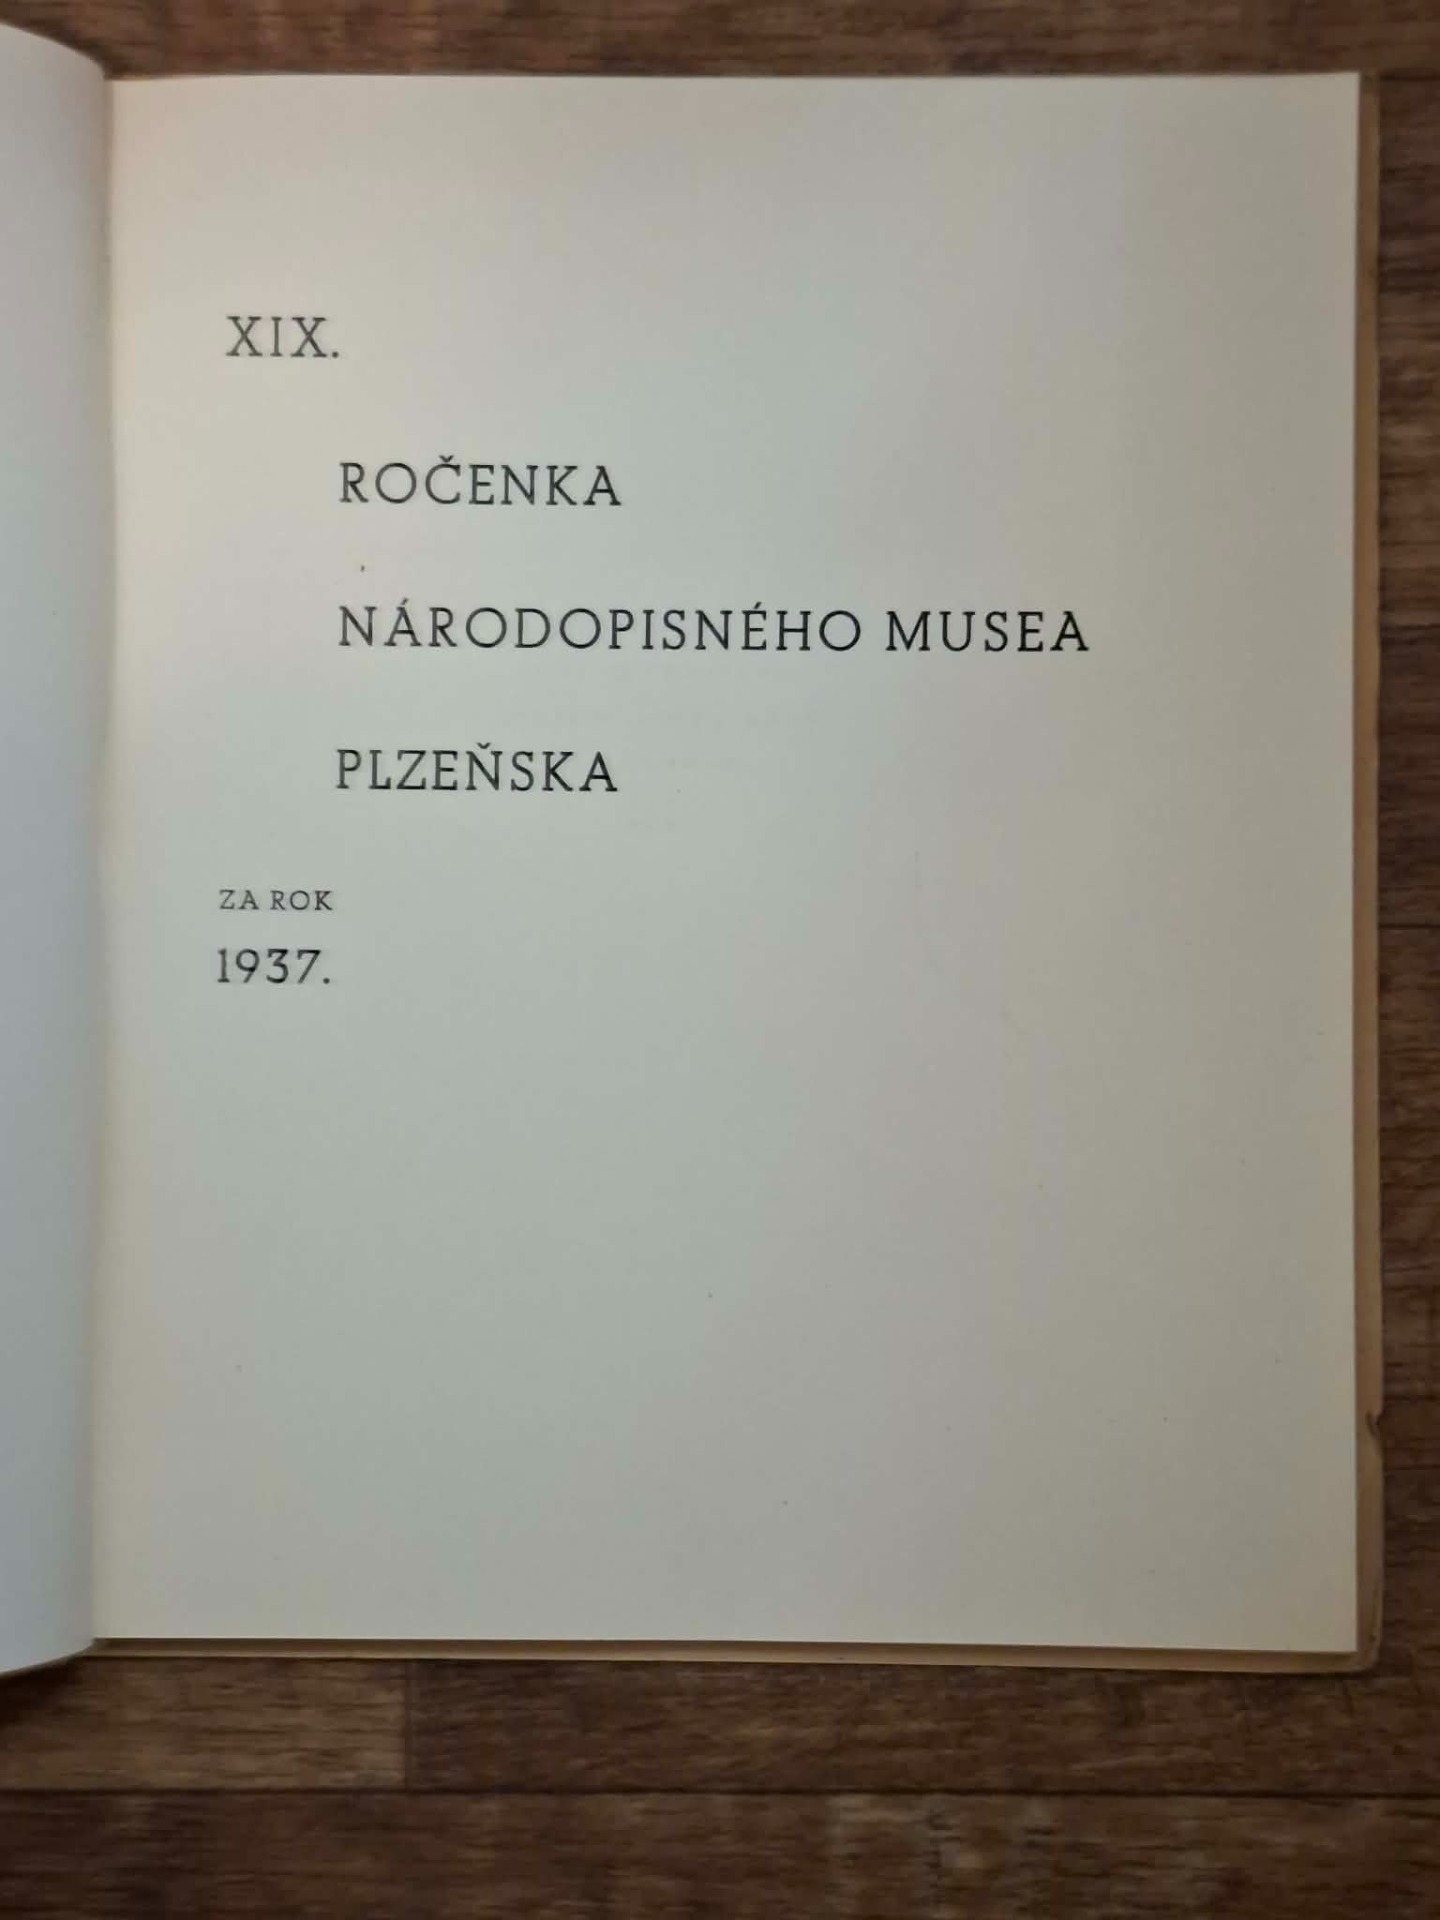 XIX.
ROČENKA
NÁRODOPISNÉHO MUSEA
PLZEŇSKA
ZA ROK
1937.